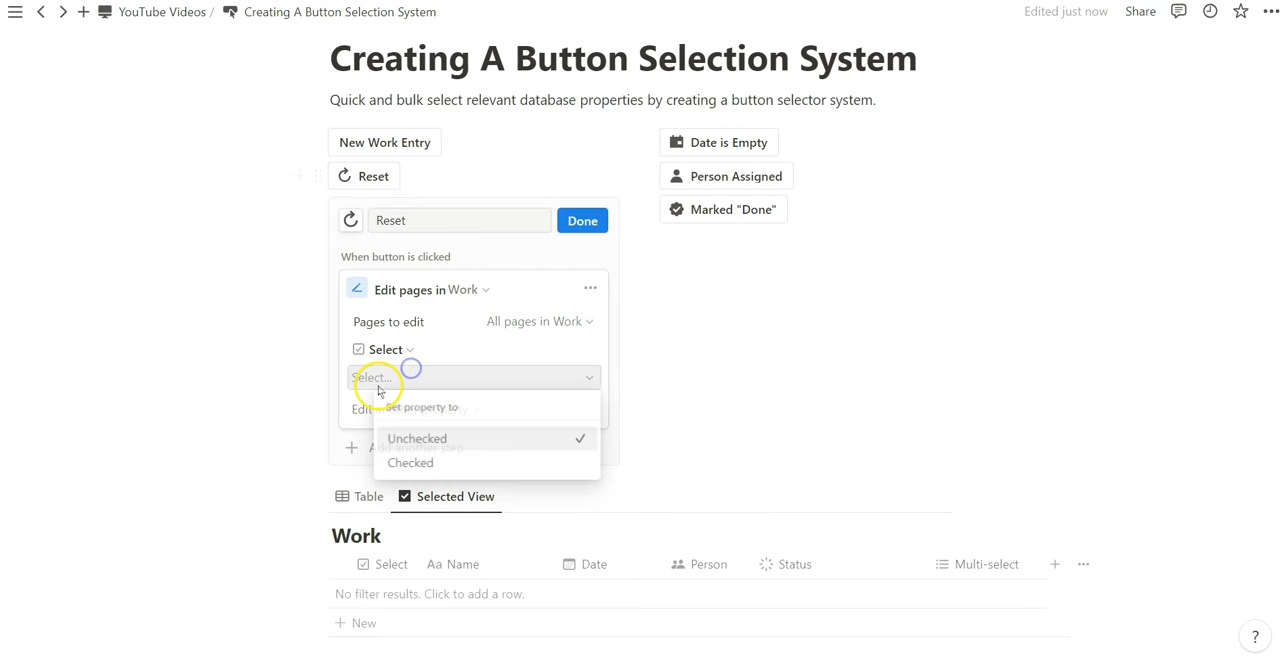 YouTube Videos / Creating A Button Selection System
Edited just now Share
Creating A Button Selection System
Quick and bulk select relevant database properties by creating a button selector system.
New Work Entry
Reset
Date is Empty
Person Assigned
Marked "Done"
Reset Done
When button is clicked
Edit pages in Work
Pages to edit All pages in Work
Select
Select...
Set property to
Unchecked
Checked
Add another step
Table Selected View
Work
Select Aa Name Date Person Status Multi-select
No filter results. Click to add a row.
New
?